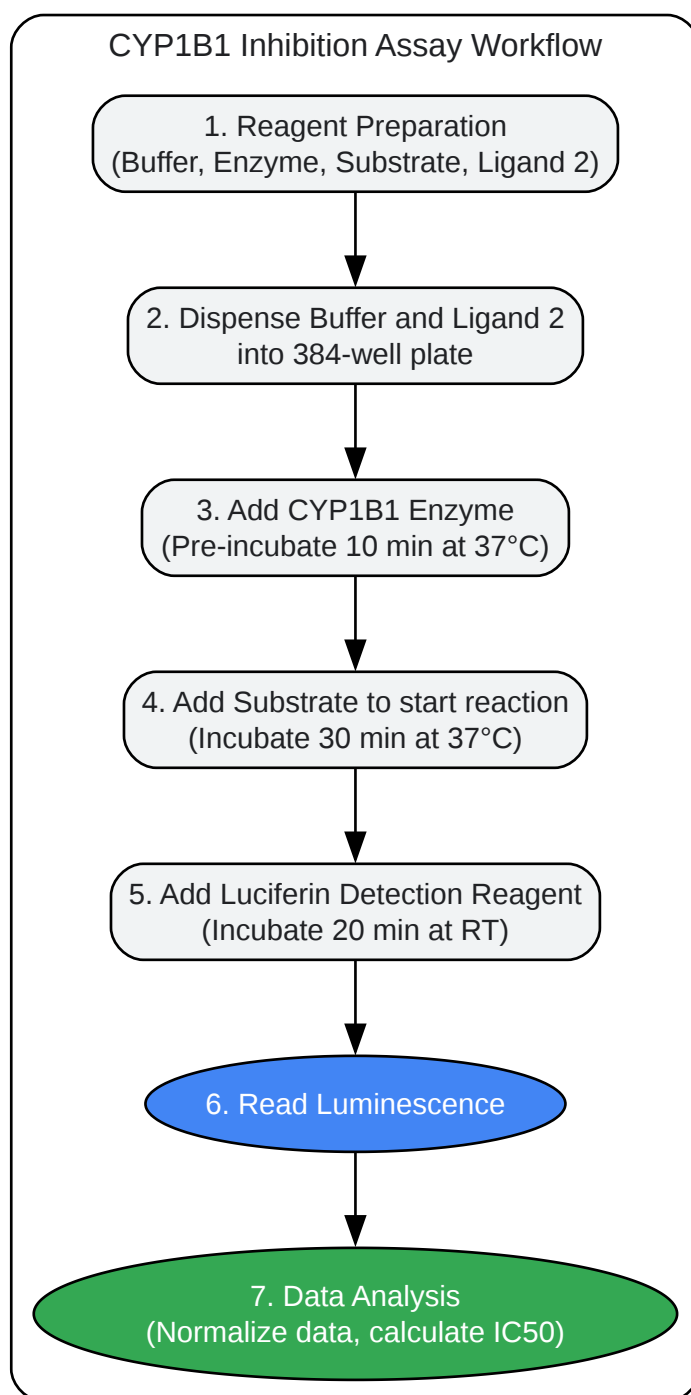 CYP1B1 Inhibition Assay Workflow
1. Reagent Preparation
(Buffer, Enzyme, Substrate, Ligand 2)
2. Dispense Buffer and Ligand 2
into 384-well plate
3. Add CYP1B1 Enzyme
(Pre-incubate 10 min at 37°C)
4. Add Substrate to start reaction
(Incubate 30 min at 37°C)
5. Add Luciferin Detection Reagent
(Incubate 20 min at RT)
6. Read Luminescence
7. Data Analysis
(Normalize data, calculate IC50)